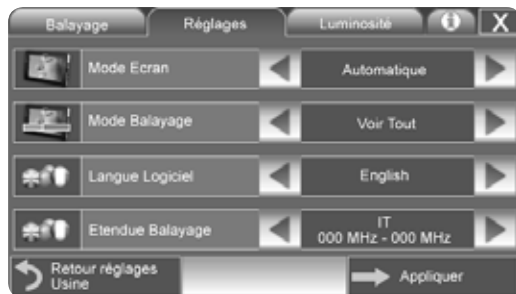 Balayage Réglages Luminosité i X
Mode Ecran Automatique
Mode Balayage Voir Tout
Langue Logiciel English
Etendue Balayage IT
000 MHz - 000 MHz
Retour réglages Appliquer
Usine